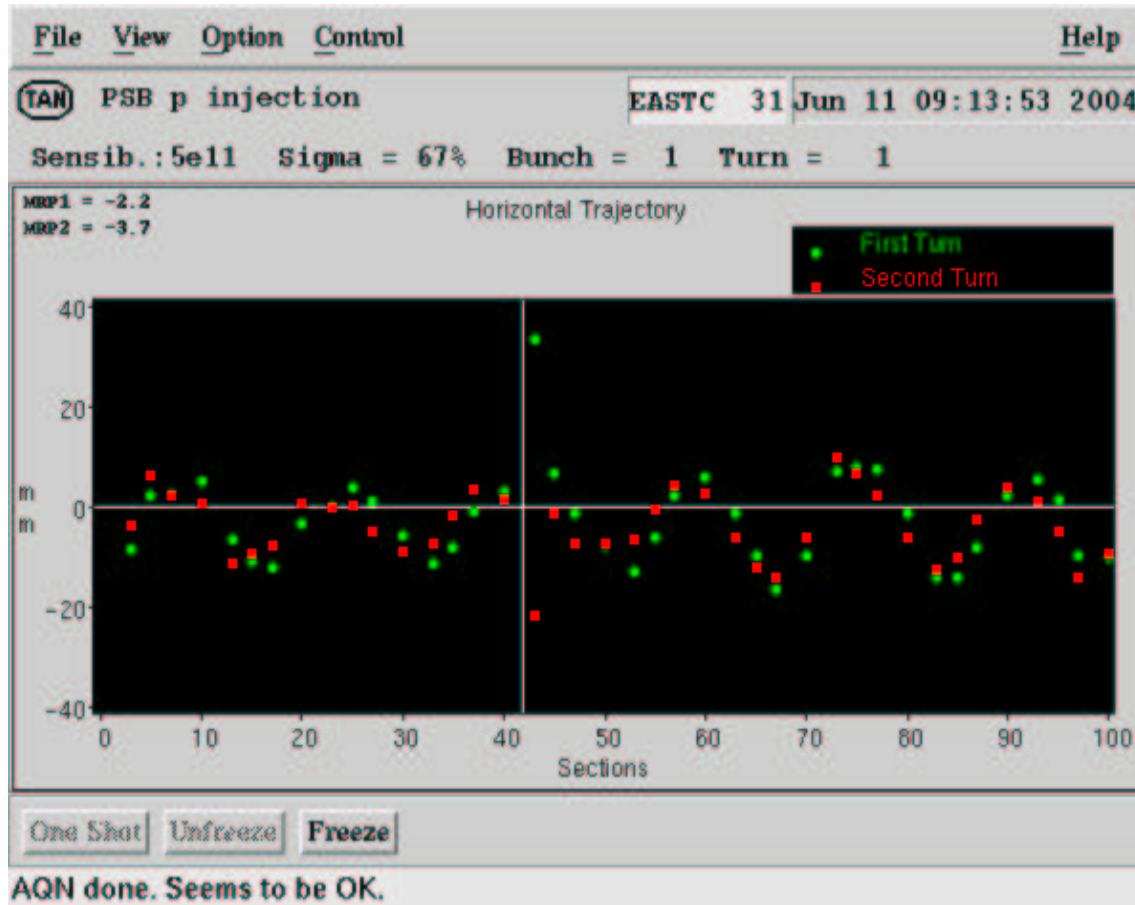 File View Option Control Help
TAN PSB p injection EASTC 31 Jun 11 09:13:53 2004
Sensib.:5e11 Sigma = 67% Bunch = 1 Turn = 1
MRP1 = -2.2
MRP2 = -3.7
Horizontal Trajectory
First Turn
Second Turn
40
20
m
0
m
-20
-40
0 10 20 30 40 50 60 70 80 90 100
Sections
One Shot Unfreeze Freeze
AQN done. Seems to be OK.